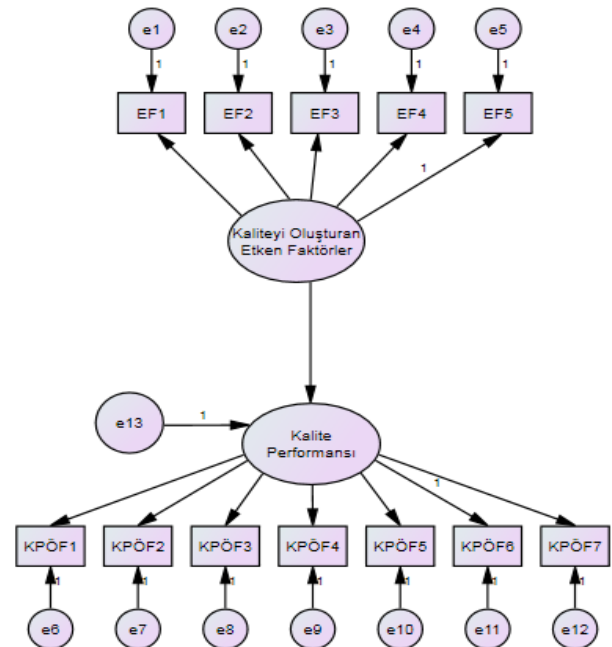 e1 e2 e3 e4 e5
1 1 1 1 1
EF1 EF2 EF3 EF4 EF5
1
Kaliteyi Oluşturan
Etken Faktörler
e13 1
Kalite
Performansı
1
KPÖF1 KPÖF2 KPÖF3 KPÖF4 KPÖF5 KPÖF6 KPÖF7
1 1 1 1 1 1 1
e6 e7 e8 e9 e10 e11 e12